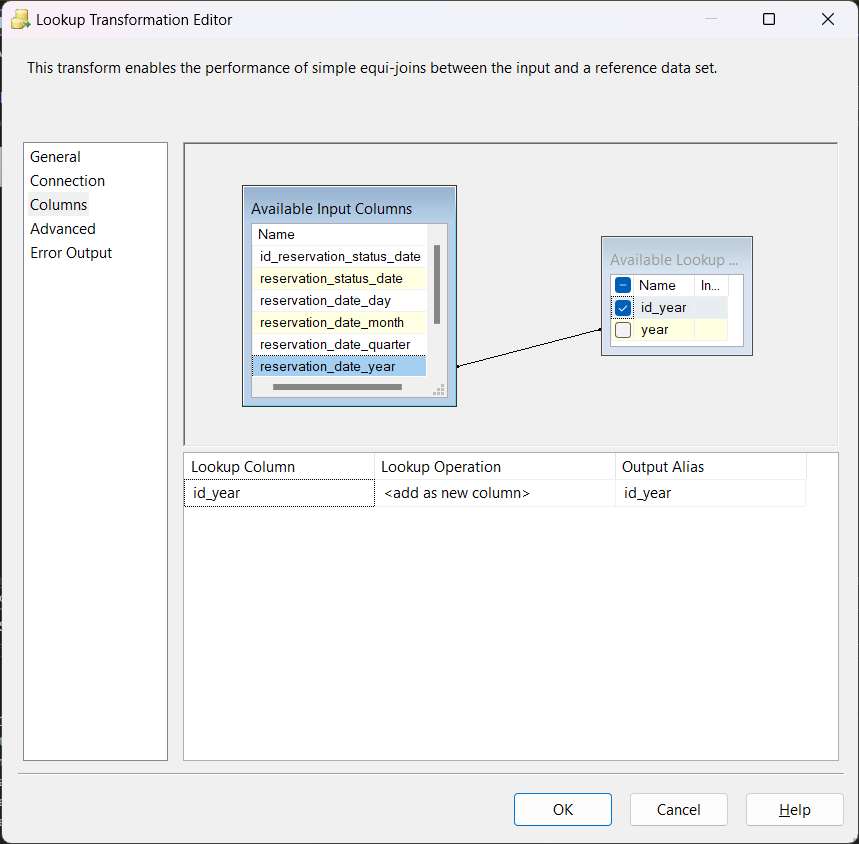 Lookup Transformation Editor
This transform enables the performance of simple equi-joins between the input and a reference data set.
General
Connection
Columns
Advanced
Error Output
Available Input Columns
Name
id_reservation_status_date
reservation_status_date
reservation_date_day
reservation_date_month
reservation_date_quarter
reservation_date_year
Available Lookup ...
Name In...
id_year
year
Lookup Column Lookup Operation Output Alias
id_year <add as new column> id_year
OK Cancel Help